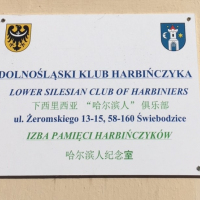 DOLNOŚLĄSKI KLUB HARBIŃCZYKA
LOWER SILESIAN CLUB OF HARBINIERS
下西里西亚 “哈尔滨人” 俱乐部
ul. Żeromskiego 13-15, 58-160 Świebodzice
IZBA PAMIĘCI HARBIŃCZYKÓW
哈尔滨人纪念室